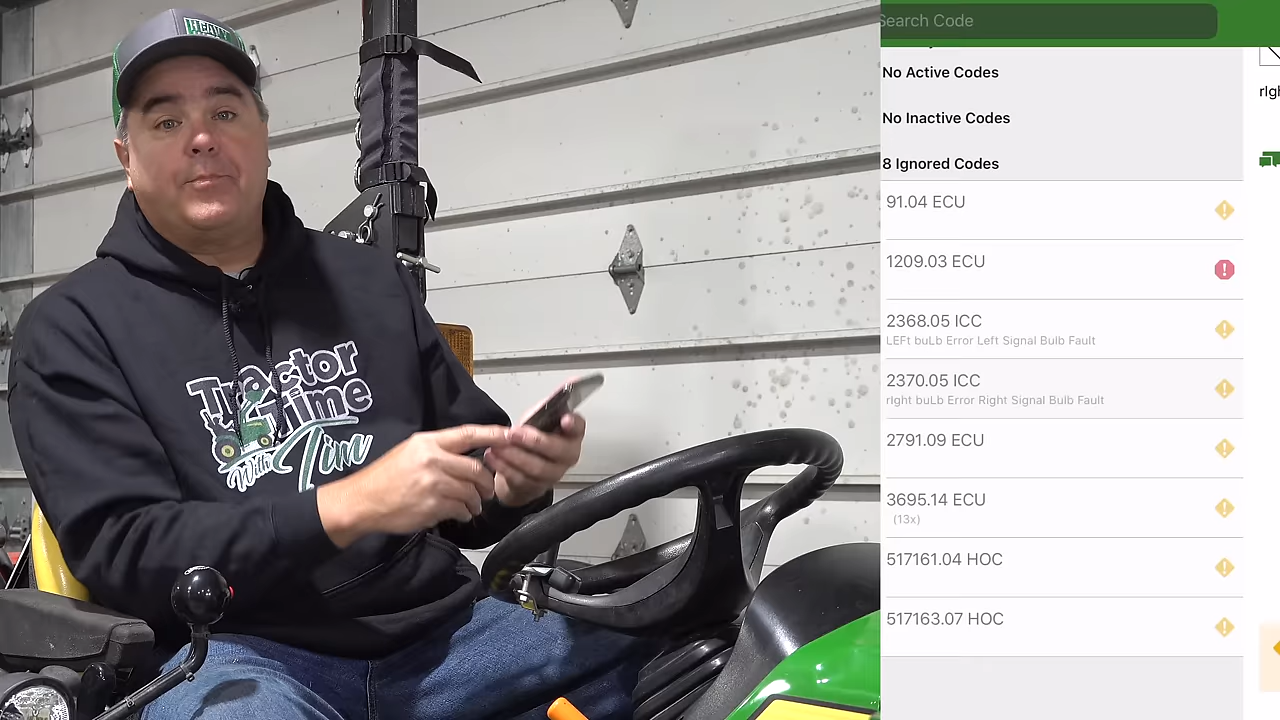 Tractor
Time
With Tim
Search Code
No Active Codes
No Inactive Codes
8 Ignored Codes
91.04 ECU
1209.03 ECU
2368.05 ICC
LEFt buLb Error Left Signal Bulb Fault
2370.05 ICC
rIght buLb Error Right Signal Bulb Fault
2791.09 ECU
3695.14 ECU
(13x)
517161.04 HOC
517163.07 HOC